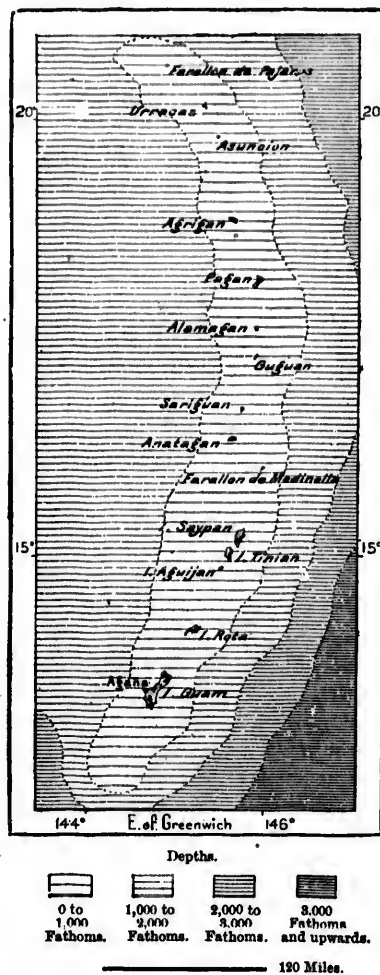 Farallon de Pajaros
20°
20°
Urracas
Asuncion
Agrigan
Pagan
Alamagan
Guguan
Sariguan
Anatagan
Farallon de Madinella
Saypan
15°
I. Tinian
15°
I. Aguijan
I. Rota
Agaña
I. Guam
144°
E. of. Greenwich
146°
Depths.
0 to
1,000
Fathoms.
1,000 to
2,000
Fathoms.
2,000 to
3,000
Fathoms.
3,000
Fathoms
and upwards.
120 Miles.